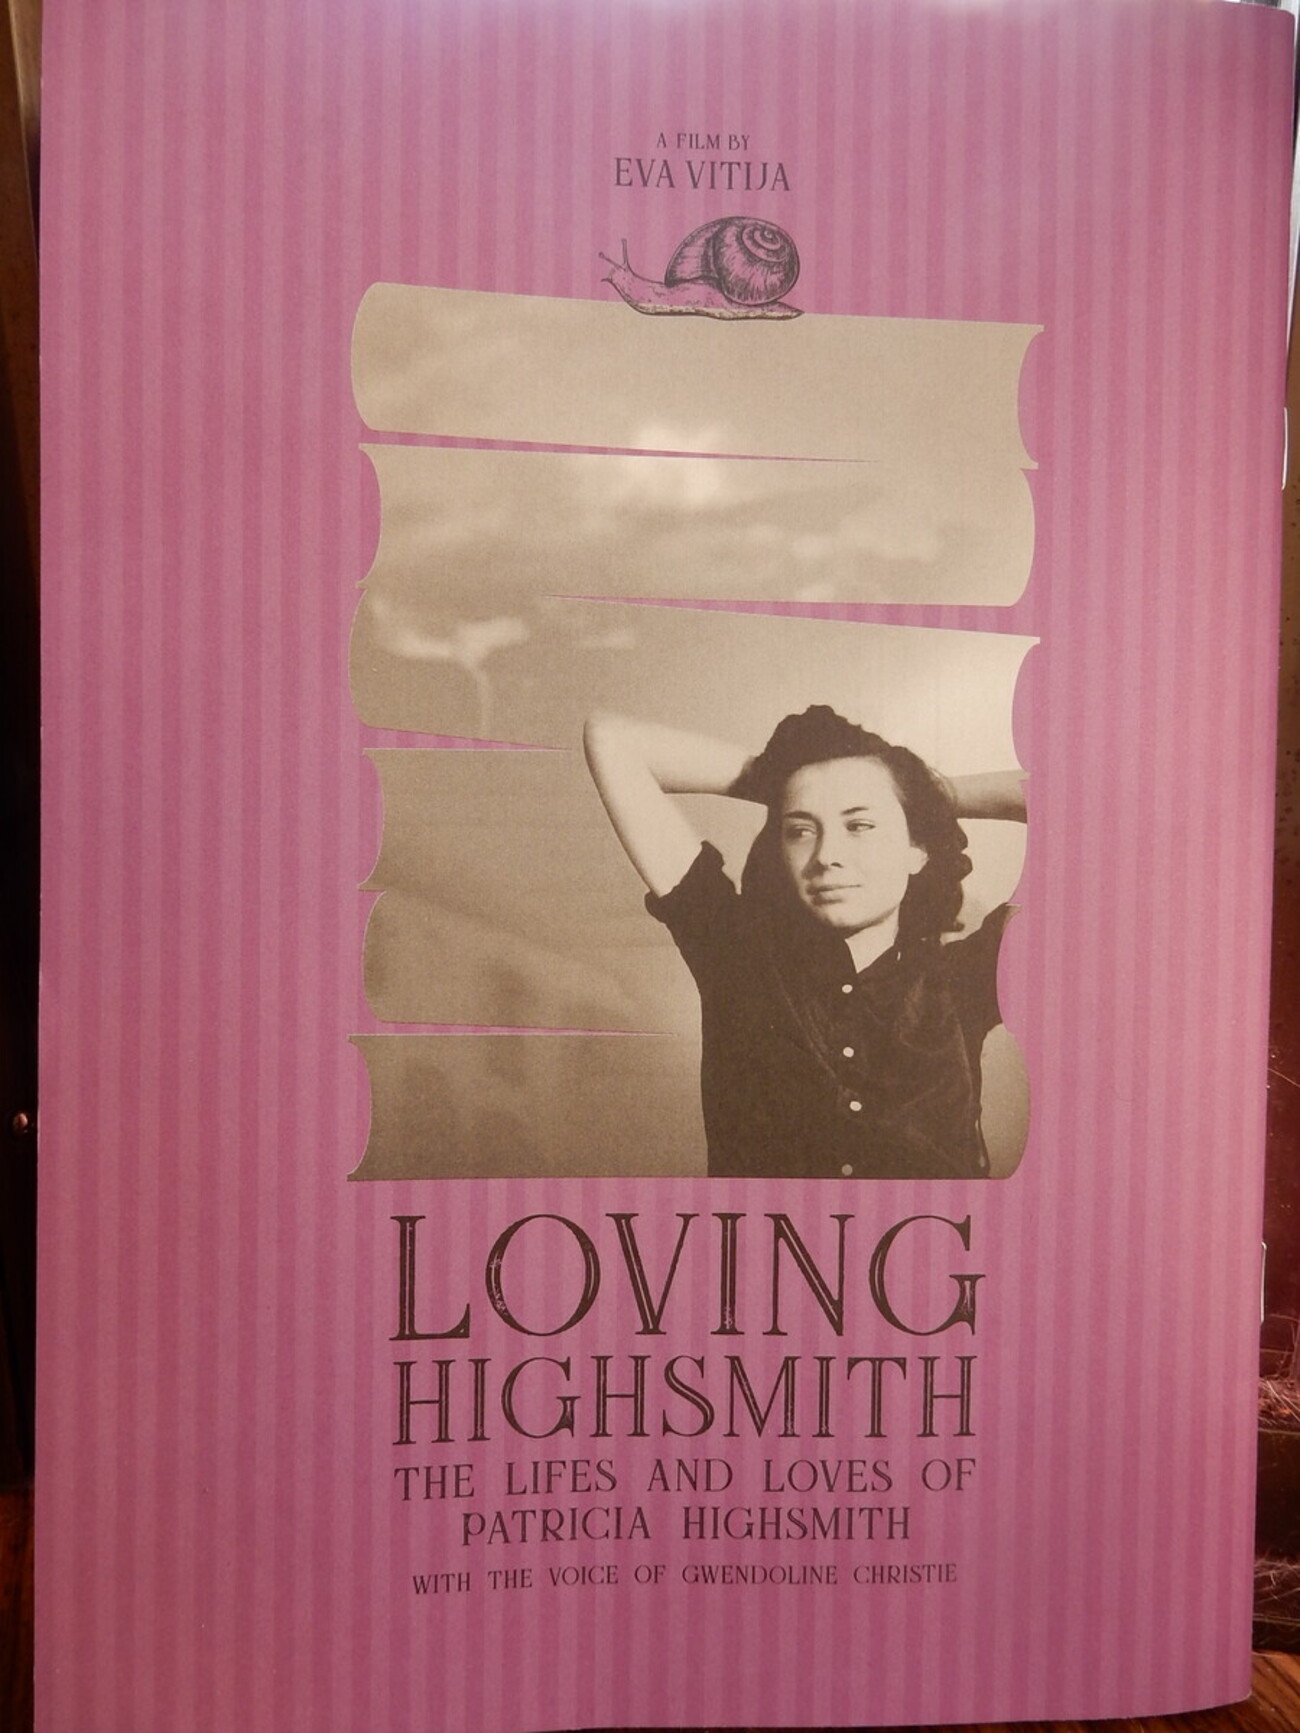 A FILM BY
EVA VITIJA
LOVING
HIGHSMITH
THE LIFES AND LOVES OF
PATRICIA HIGHSMITH
WITH THE VOICE OF GWENDOLINE CHRISTIE